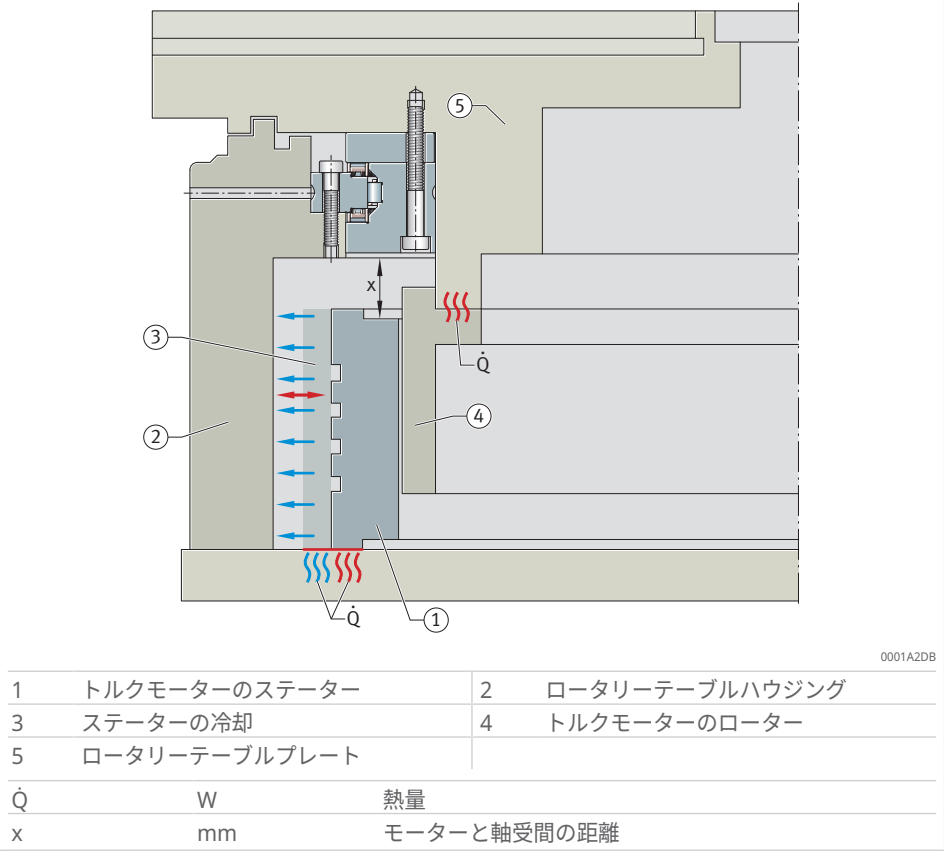 5
x
3
Q̇
4
2
Q̇
1
0001A2DB
1 トルクモーターのステーター 2 ロータリーテーブルハウジング
3 ステーターの冷却 4 トルクモーターのローター
5 ロータリーテーブルプレート
Q̇ W 熱量
x mm モーターと軸受間の距離